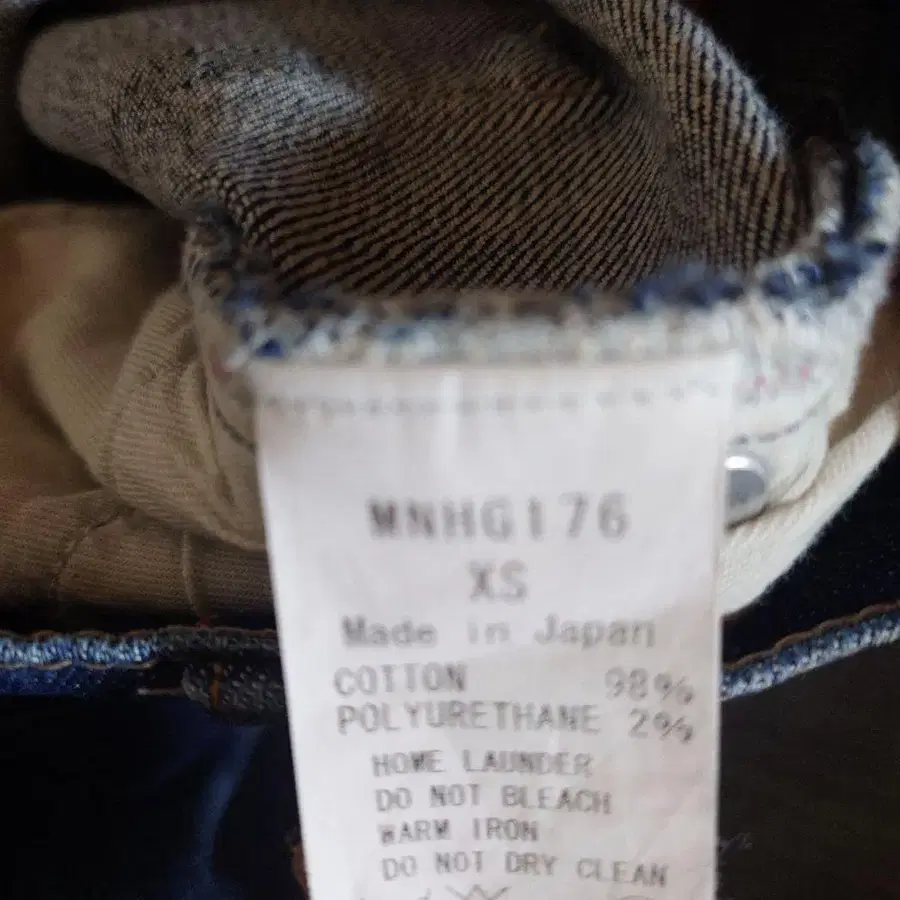 MNHG176
XS
Made in Japan
COTTON 98%
POLYURETHANE 2%
HOME LAUNDER
DO NOT BLEACH
WARM IRON
DO NOT DRY CLEAN